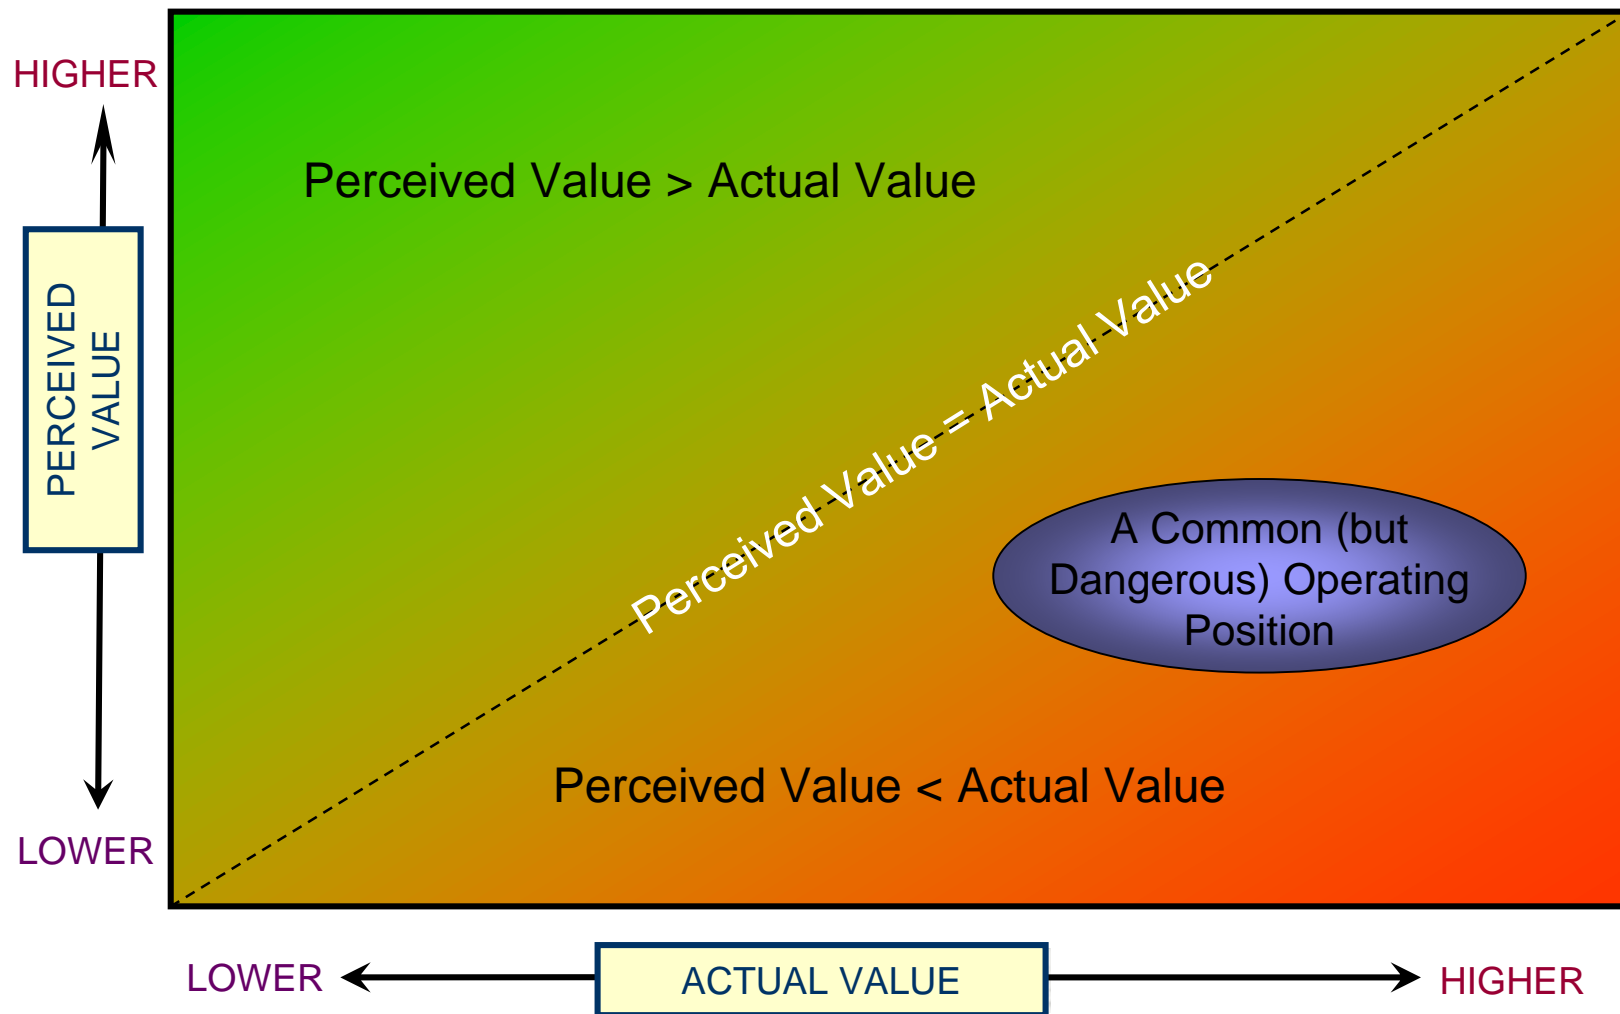 HIGHER
Perceived Value > Actual Value
PERCEIVED
VALUE
Perceived Value = Actual Value
A Common (but
Dangerous) Operating
Position
Perceived Value < Actual Value
LOWER
LOWER
ACTUAL VALUE
HIGHER